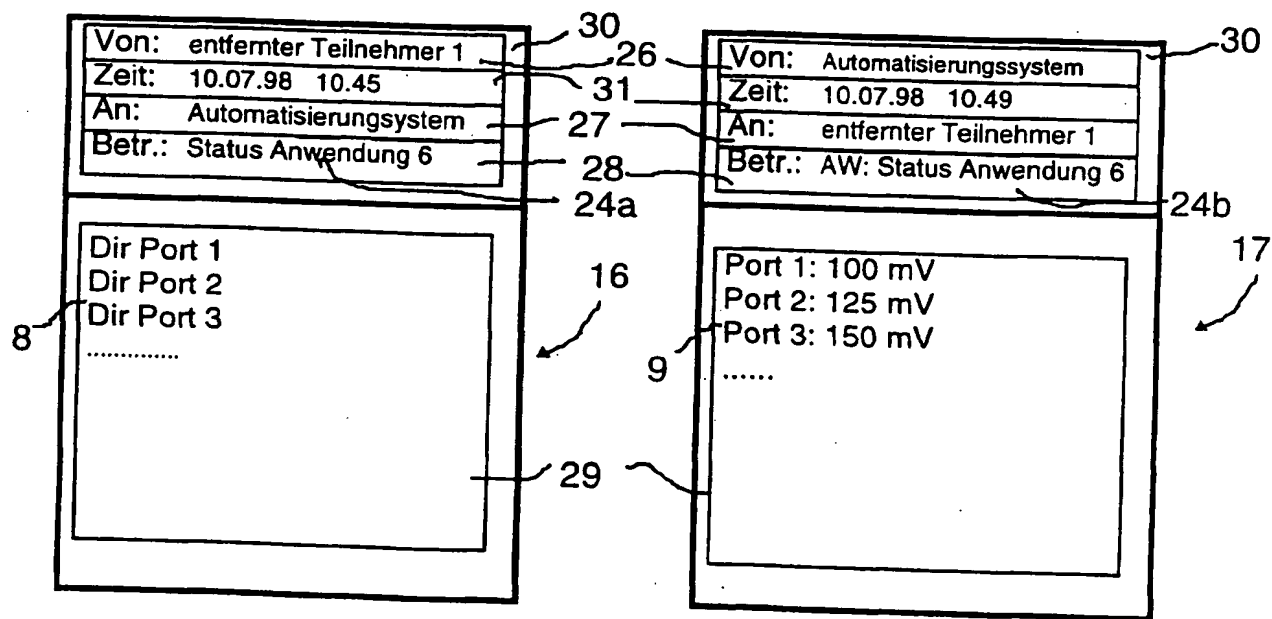 30
Von: entfernter Teilnehmer 1
26
Zeit: 10.07.98 10.45
31
An: Automatisierungsystem
27
Betr.: Status Anwendung 6
28
24a
Dir Port 1
Dir Port 2
Dir Port 3
..............
8
16
29
30
Von: Automatisierungssystem
Zeit: 10.07.98 10.49
An: entfernter Teilnehmer 1
Betr.: AW: Status Anwendung 6
24b
Port 1: 100 mV
Port 2: 125 mV
Port 3: 150 mV
......
9
17